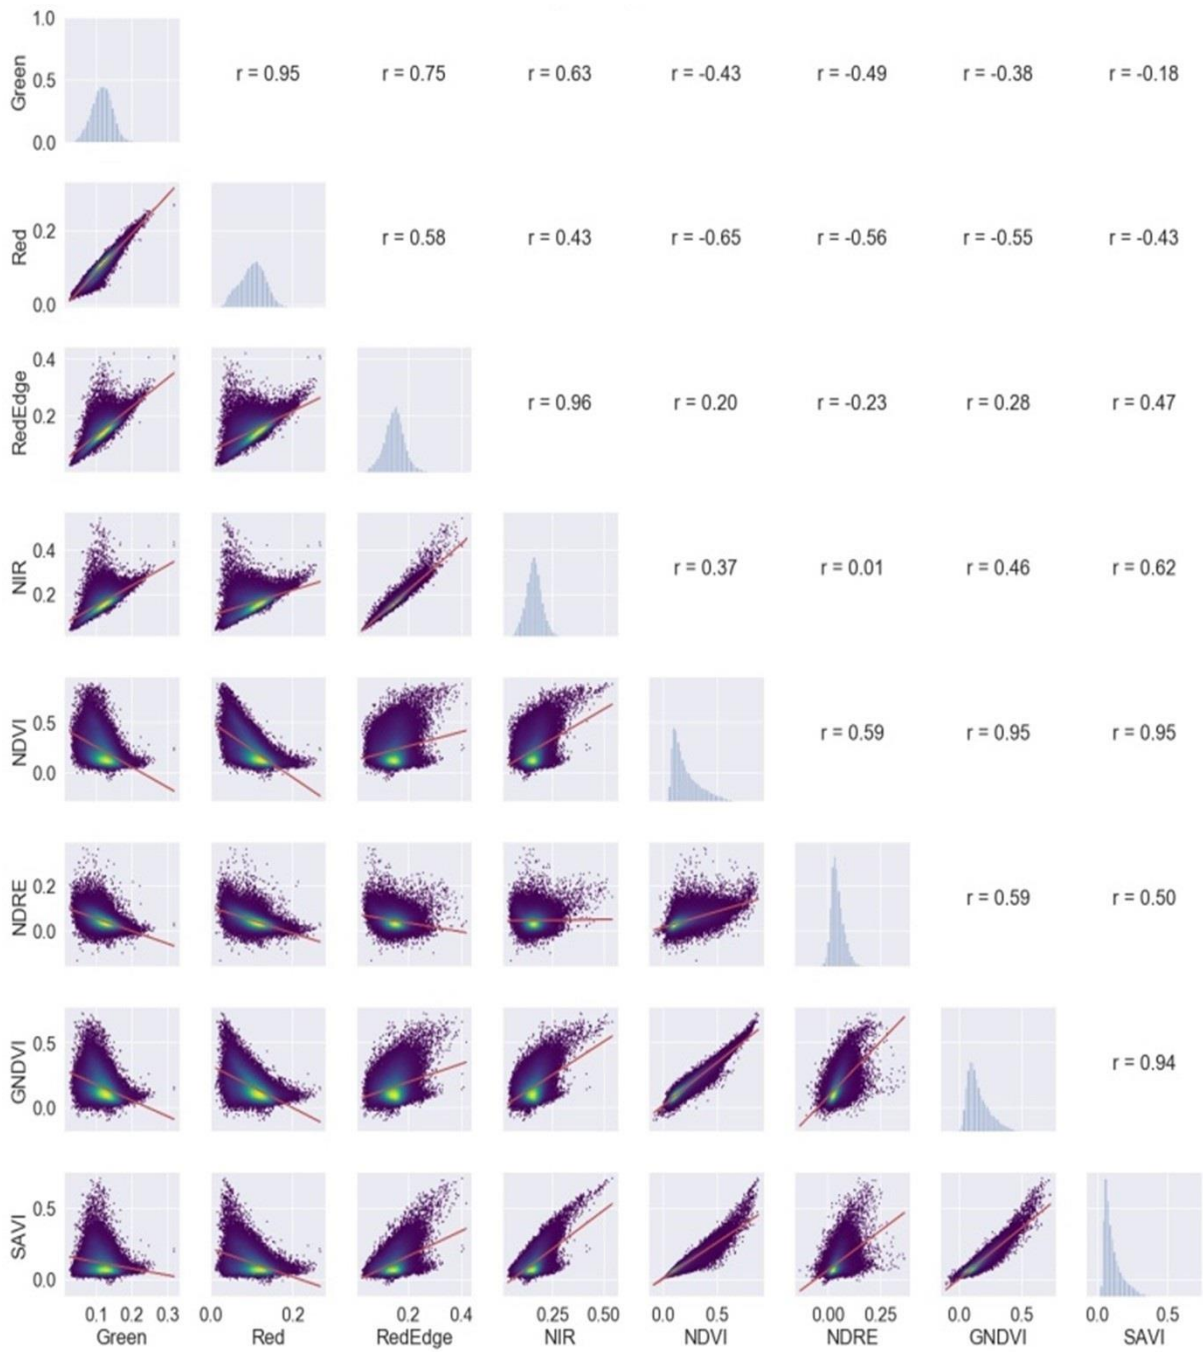 1.0
Green
0.5
0.0
r = 0.95 r = 0.75 r = 0.63 r = -0.43 r = -0.49 r = -0.38 r = -0.18
Red
0.2
0.0
r = 0.58 r = 0.43 r = -0.65 r = -0.56 r = -0.55 r = -0.43
RedEdge
0.4
0.2
r = 0.96 r = 0.20 r = -0.23 r = 0.28 r = 0.47
NIR
0.4
0.2
r = 0.37 r = 0.01 r = 0.46 r = 0.62
NDVI
0.5
0.0
r = 0.59 r = 0.95 r = 0.95
NDRE
0.2
0.0
r = 0.59 r = 0.50
GNDVI
0.5
0.0
r = 0.94
SAVI
0.5
0.0
0.1 0.2 0.3 0.0 0.2 0.2 0.4 0.25 0.50 0.0 0.5 0.00 0.25 0.0 0.5 0.0 0.5
Green Red RedEdge NIR NDVI NDRE GNDVI SAVI